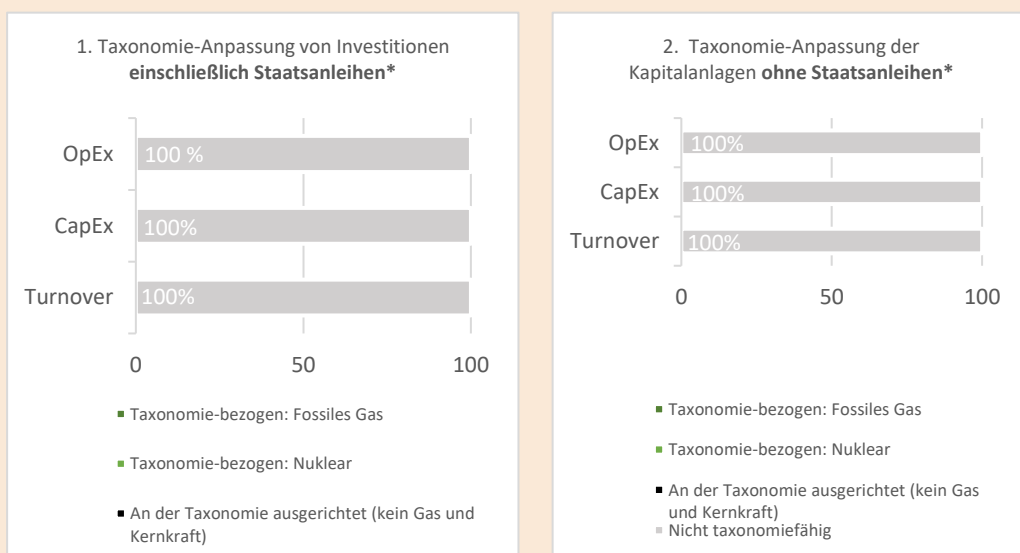 1. Taxonomie-Anpassung von Investitionen
einschließlich Staatsanleihen*
OpEx
100 %
CapEx
100%
Turnover
100%
0 50 100
Taxonomie-bezogen: Fossiles Gas
Taxonomie-bezogen: Nuklear
An der Taxonomie ausgerichtet (kein Gas und
Kernkraft)
2. Taxonomie-Anpassung der
Kapitalanlagen ohne Staatsanleihen*
OpEx
100%
CapEx
100%
Turnover
100%
0 50 100
Taxonomie-bezogen: Fossiles Gas
Taxonomie-bezogen: Nuklear
An der Taxonomie ausgerichtet (kein Gas
und Kernkraft)
Nicht taxonomiefähig